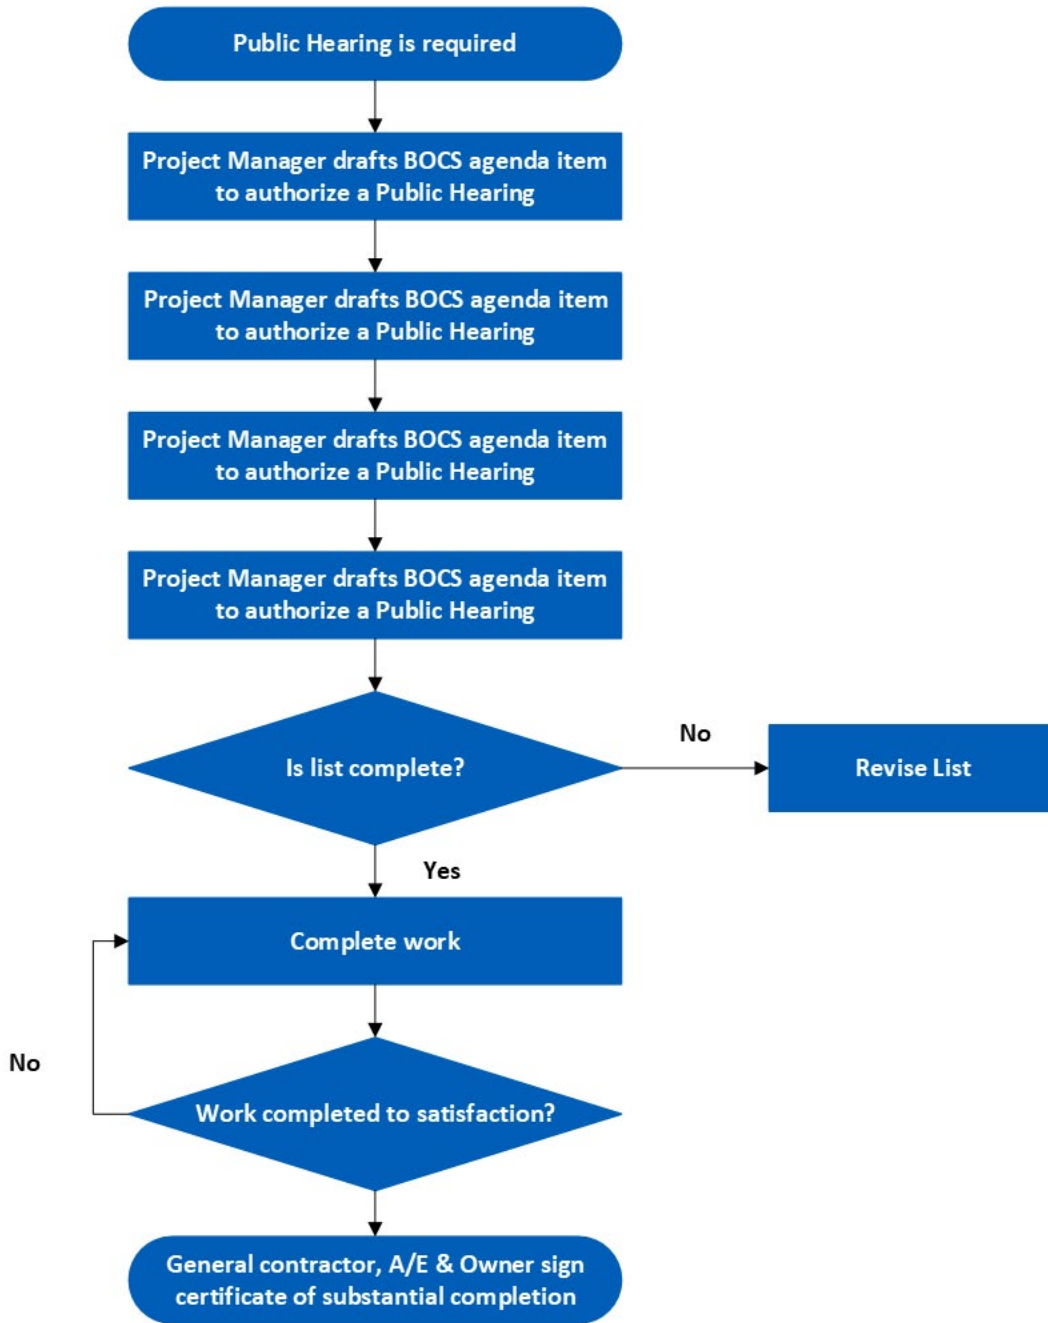 Public Hearing is required
Project Manager drafts BOCS agenda item
to authorize a Public Hearing
Project Manager drafts BOCS agenda item
to authorize a Public Hearing
Project Manager drafts BOCS agenda item
to authorize a Public Hearing
Project Manager drafts BOCS agenda item
to authorize a Public Hearing
Is list complete?
No
Revise List
Yes
Complete work
No
Work completed to satisfaction?
General contractor, A/E & Owner sign
certificate of substantial completion